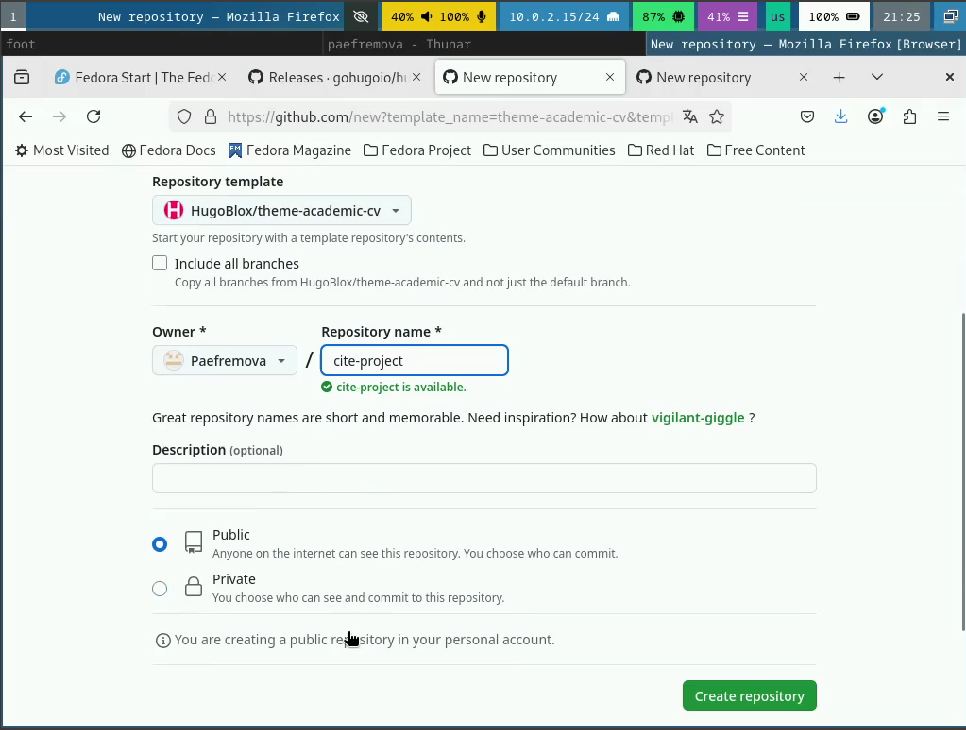 1 New repository — Mozilla Firefox 40% 100% 10.0.2.15/24 87% 41% us 100% 21:25
foot paefremova - Thunar New repository — Mozilla Firefox [Browser]
Fedora Start | The Fed Releases · gohugoio/hu New repository New repository
https://github.com/new?template_name=theme-academic-cv&templ
Most Visited Fedora Docs Fedora Magazine Fedora Project User Communities Red Hat Free Content
Repository template
HugoBlox/theme-academic-cv
Start your repository with a template repository's contents.
Include all branches
Copy all branches from HugoBlox/theme-academic-cv and not just the default branch.
Owner * Repository name *
Paefremova / cite-project
cite-project is available.
Great repository names are short and memorable. Need inspiration? How about vigilant-giggle ?
Description (optional)
Public
Anyone on the internet can see this repository. You choose who can commit.
Private
You choose who can see and commit to this repository.
You are creating a public repository in your personal account.
Create repository